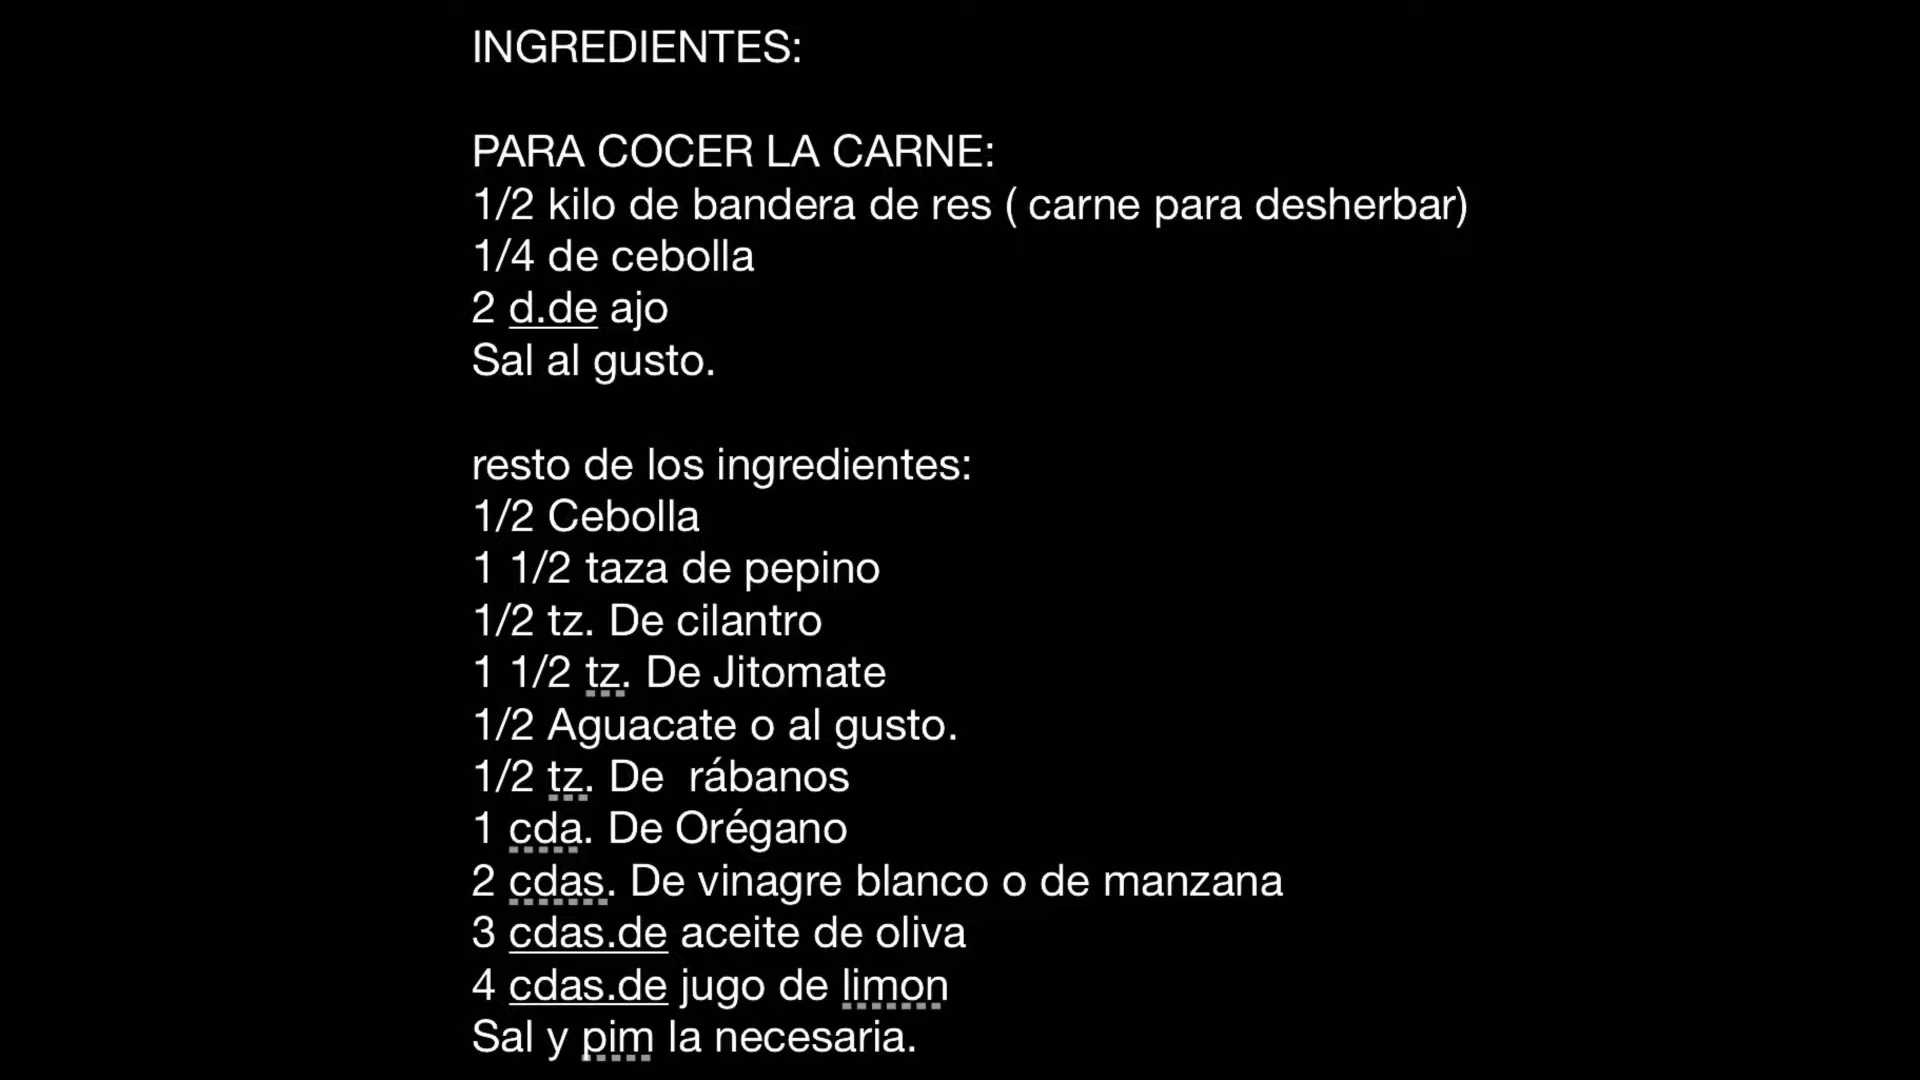 INGREDIENTES:
PARA COCER LA CARNE:
1/2 kilo de bandera de res ( carne para desherbar)
1/4 de cebolla
2 d.de ajo
Sal al gusto.
resto de los ingredientes:
1/2 Cebolla
1 1/2 taza de pepino
1/2 tz. De cilantro
1 1/2 tz. De Jitomate
1/2 Aguacate o al gusto.
1/2 tz. De  rábanos
1 cda. De Orégano
2 cdas. De vinagre blanco o de manzana
3 cdas.de aceite de oliva
4 cdas.de jugo de limon
Sal y pim la necesaria.